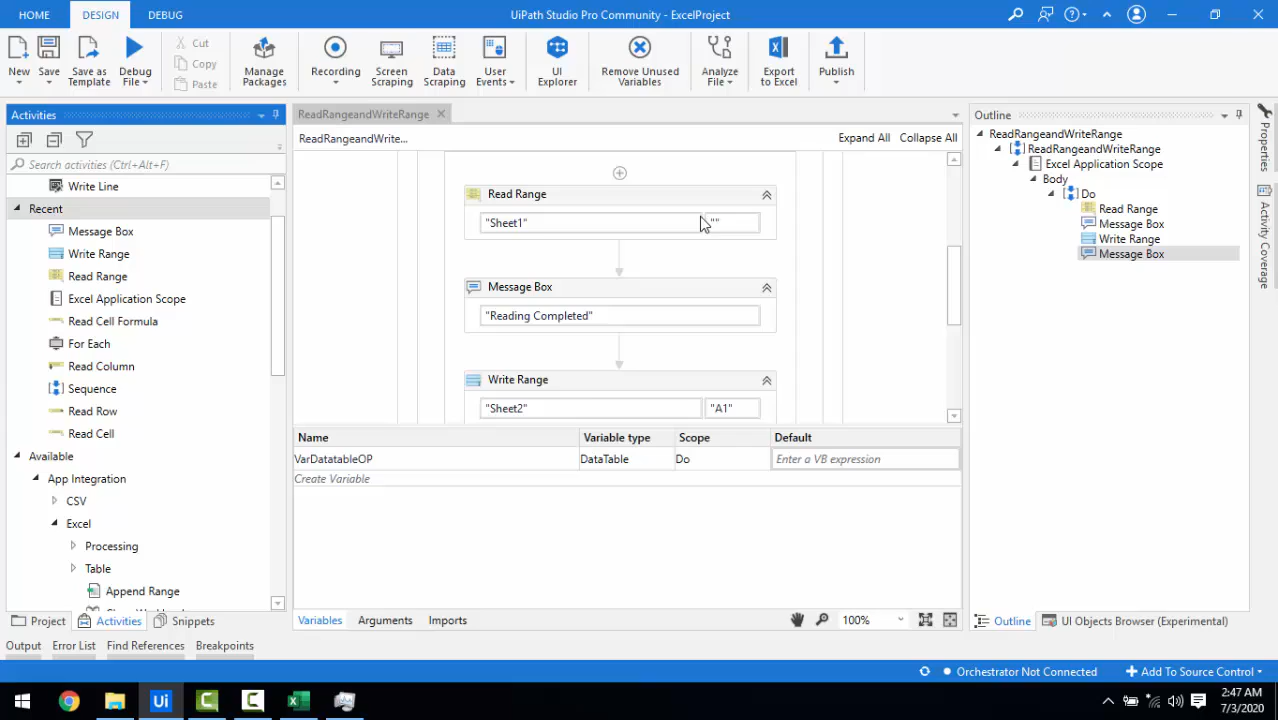 HOME
DESIGN
DEBUG
UiPath Studio Pro Community - ExcelProject
New
Save
Save as Template
Debug File
Cut
Copy
Paste
Manage Packages
Recording
Screen Scraping
Data Scraping
User Events
UI Explorer
Remove Unused Variables
Analyze File
Export to Excel
Publish
Activities
Search activities (Ctrl+Alt+F)
Write Line
Recent
Message Box
Write Range
Read Range
Excel Application Scope
Read Cell Formula
For Each
Read Column
Sequence
Read Row
Read Cell
Available
App Integration
CSV
Excel
Processing
Table
Append Range
Project
Activities
Snippets
ReadRangeandWriteRange
ReadRangeandWrite...
Expand All
Collapse All
Read Range
"Sheet1"
""
Message Box
"Reading Completed"
Write Range
"Sheet2"
"A1"
Name
Variable type
Scope
Default
VarDatatableOP
DataTable
Do
Enter a VB expression
Create Variable
Variables
Arguments
Imports
100%
Outline
ReadRangeandWriteRange
ReadRangeandWriteRange
Excel Application Scope
Body
Do
Read Range
Message Box
Write Range
Message Box
Outline
UI Objects Browser (Experimental)
Properties
Activity Coverage
Output
Error List
Find References
Breakpoints
Orchestrator Not Connected
Add To Source Control
Ui
2:47 AM
7/3/2020